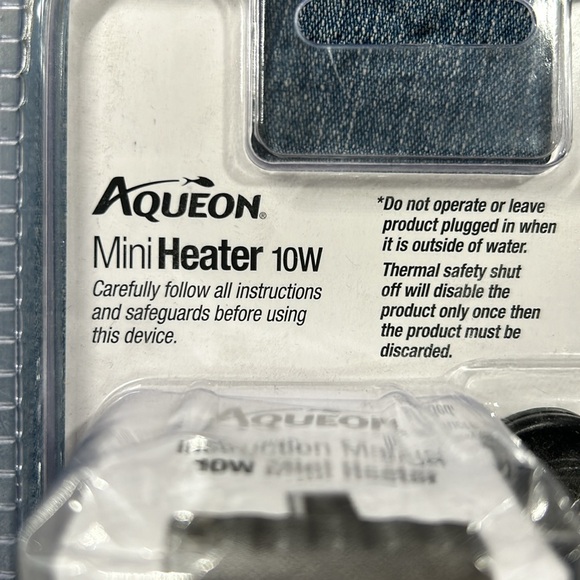 AQUEON®
Mini Heater 10W
Carefully follow all instructions
and safeguards before using
this device.
*Do not operate or leave
product plugged in when
it is outside of water.
Thermal safety shut
off will disable the
product only once then
the product must be
discarded.
AQUEON
Instruction Manual
10W Mini Heater